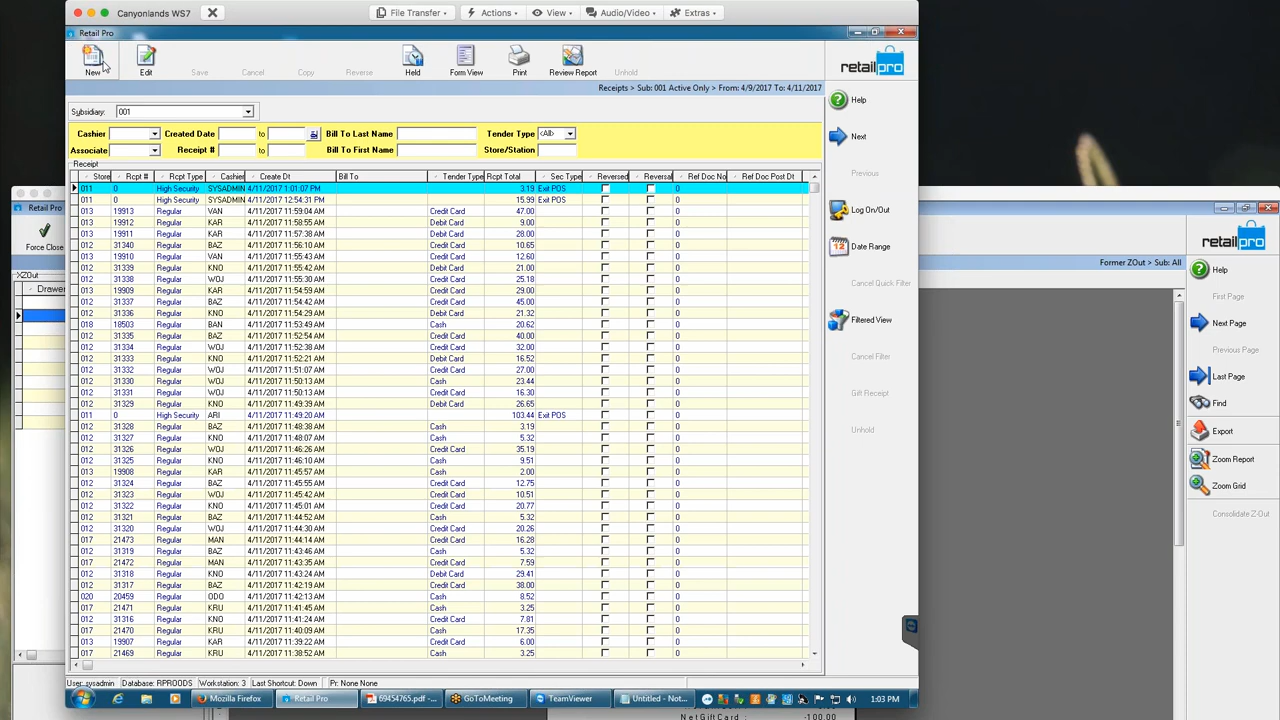 Canyonlands WS7
File Transfer
Actions
View
Audio/Video
Extras
Retail Pro
New
Edit
Save
Cancel
Copy
Reverse
Held
Form View
Print
Review Report
Unhold
retailpro
Receipts > Sub: 001 Active Only > From: 4/9/2017 To: 4/11/2017
Subsidiary: 001
Cashier
Created Date
to
Bill To Last Name
Tender Type <All>
Associate
Receipt #
to
Bill To First Name
Store/Station
Receipt
Store Rcpt # Rcpt Type Cashier Create Dt Bill To Tender Type Rcpt Total Sec Type Reversed Reversal Ref Doc No Ref Doc Post Dt
011 0 High Security SYSADMIN 4/11/2017 1:01:07 PM 3.19 Exit POS 0
011 0 High Security SYSADMIN 4/11/2017 12:54:31 PM 15.99 Exit POS 0
013 19913 Regular VAN 4/11/2017 11:59:04 AM Credit Card 47.00 0
013 19912 Regular KAR 4/11/2017 11:58:55 AM Debit Card 9.00 0
013 19911 Regular KAR 4/11/2017 11:57:38 AM Credit Card 28.00 0
012 31340 Regular BAZ 4/11/2017 11:56:10 AM Credit Card 10.65 0
013 19910 Regular VAN 4/11/2017 11:55:43 AM Credit Card 12.60 0
012 31339 Regular KNO 4/11/2017 11:55:42 AM Debit Card 21.00 0
012 31338 Regular WOJ 4/11/2017 11:55:30 AM Credit Card 25.18 0
013 19909 Regular KAR 4/11/2017 11:54:59 AM Credit Card 29.00 0
012 31337 Regular BAZ 4/11/2017 11:54:42 AM Credit Card 45.00 0
012 31336 Regular KNO 4/11/2017 11:54:29 AM Debit Card 21.32 0
018 18503 Regular BAN 4/11/2017 11:53:49 AM Cash 20.62 0
012 31335 Regular BAZ 4/11/2017 11:52:54 AM Credit Card 40.00 0
012 31334 Regular WOJ 4/11/2017 11:52:38 AM Credit Card 32.00 0
012 31333 Regular KNO 4/11/2017 11:52:21 AM Debit Card 16.52 0
012 31332 Regular WOJ 4/11/2017 11:51:07 AM Credit Card 27.00 0
012 31330 Regular BAZ 4/11/2017 11:50:13 AM Cash 23.44 0
012 31331 Regular WOJ 4/11/2017 11:50:13 AM Credit Card 16.30 0
012 31329 Regular KNO 4/11/2017 11:49:39 AM Debit Card 26.65 0
011 0 High Security ARI 4/11/2017 11:49:20 AM 103.44 Exit POS 0
012 31328 Regular BAZ 4/11/2017 11:48:38 AM Cash 3.19 0
012 31327 Regular KNO 4/11/2017 11:48:07 AM Cash 5.32 0
012 31326 Regular WOJ 4/11/2017 11:46:26 AM Credit Card 35.19 0
012 31325 Regular KNO 4/11/2017 11:46:10 AM Cash 9.51 0
013 19908 Regular KAR 4/11/2017 11:45:57 AM Cash 2.00 0
012 31324 Regular BAZ 4/11/2017 11:45:55 AM Credit Card 12.75 0
012 31323 Regular WOJ 4/11/2017 11:45:42 AM Credit Card 10.51 0
012 31322 Regular KNO 4/11/2017 11:45:01 AM Credit Card 20.77 0
012 31321 Regular BAZ 4/11/2017 11:44:52 AM Cash 5.32 0
012 31320 Regular WOJ 4/11/2017 11:44:30 AM Credit Card 20.26 0
017 21473 Regular MAN 4/11/2017 11:44:14 AM Credit Card 16.28 0
012 31319 Regular BAZ 4/11/2017 11:43:46 AM Cash 5.32 0
017 21472 Regular MAN 4/11/2017 11:43:35 AM Cash 7.59 0
012 31318 Regular KNO 4/11/2017 11:43:24 AM Debit Card 29.41 0
012 31317 Regular BAZ 4/11/2017 11:42:19 AM Debit Card 38.00 0
020 20459 Regular ODO 4/11/2017 11:42:13 AM Cash 8.52 0
017 21471 Regular KRU 4/11/2017 11:41:45 AM Cash 3.25 0
012 31316 Regular KNO 4/11/2017 11:41:24 AM Credit Card 7.81 0
017 21470 Regular KRU 4/11/2017 11:40:09 AM Cash 17.35 0
013 19907 Regular KAR 4/11/2017 11:39:22 AM Credit Card 6.00 0
017 21469 Regular KRU 4/11/2017 11:38:52 AM Cash 3.25 0
Help
Next
Previous
Log On/Out
Date Range
Cancel Quick Filter
Filtered View
Cancel Filter
Gift Receipt
Unhold
User: sysadmin Database: RPROODS Workstation: 3 Last Shortcut: Down Pr: None None
Mozilla Firefox
Retail Pro
69454765.pdf -...
GoToMeeting
TeamViewer
Untitled - Not...
1:03 PM
Retail Pro
Force Close
XZOut
Drawer
retailpro
Former ZOut > Sub: All
Help
First Page
Next Page
Previous Page
Last Page
Find
Export
Zoom Report
Zoom Grid
Consolidate Z-Out
NetGiftCard : -100.00